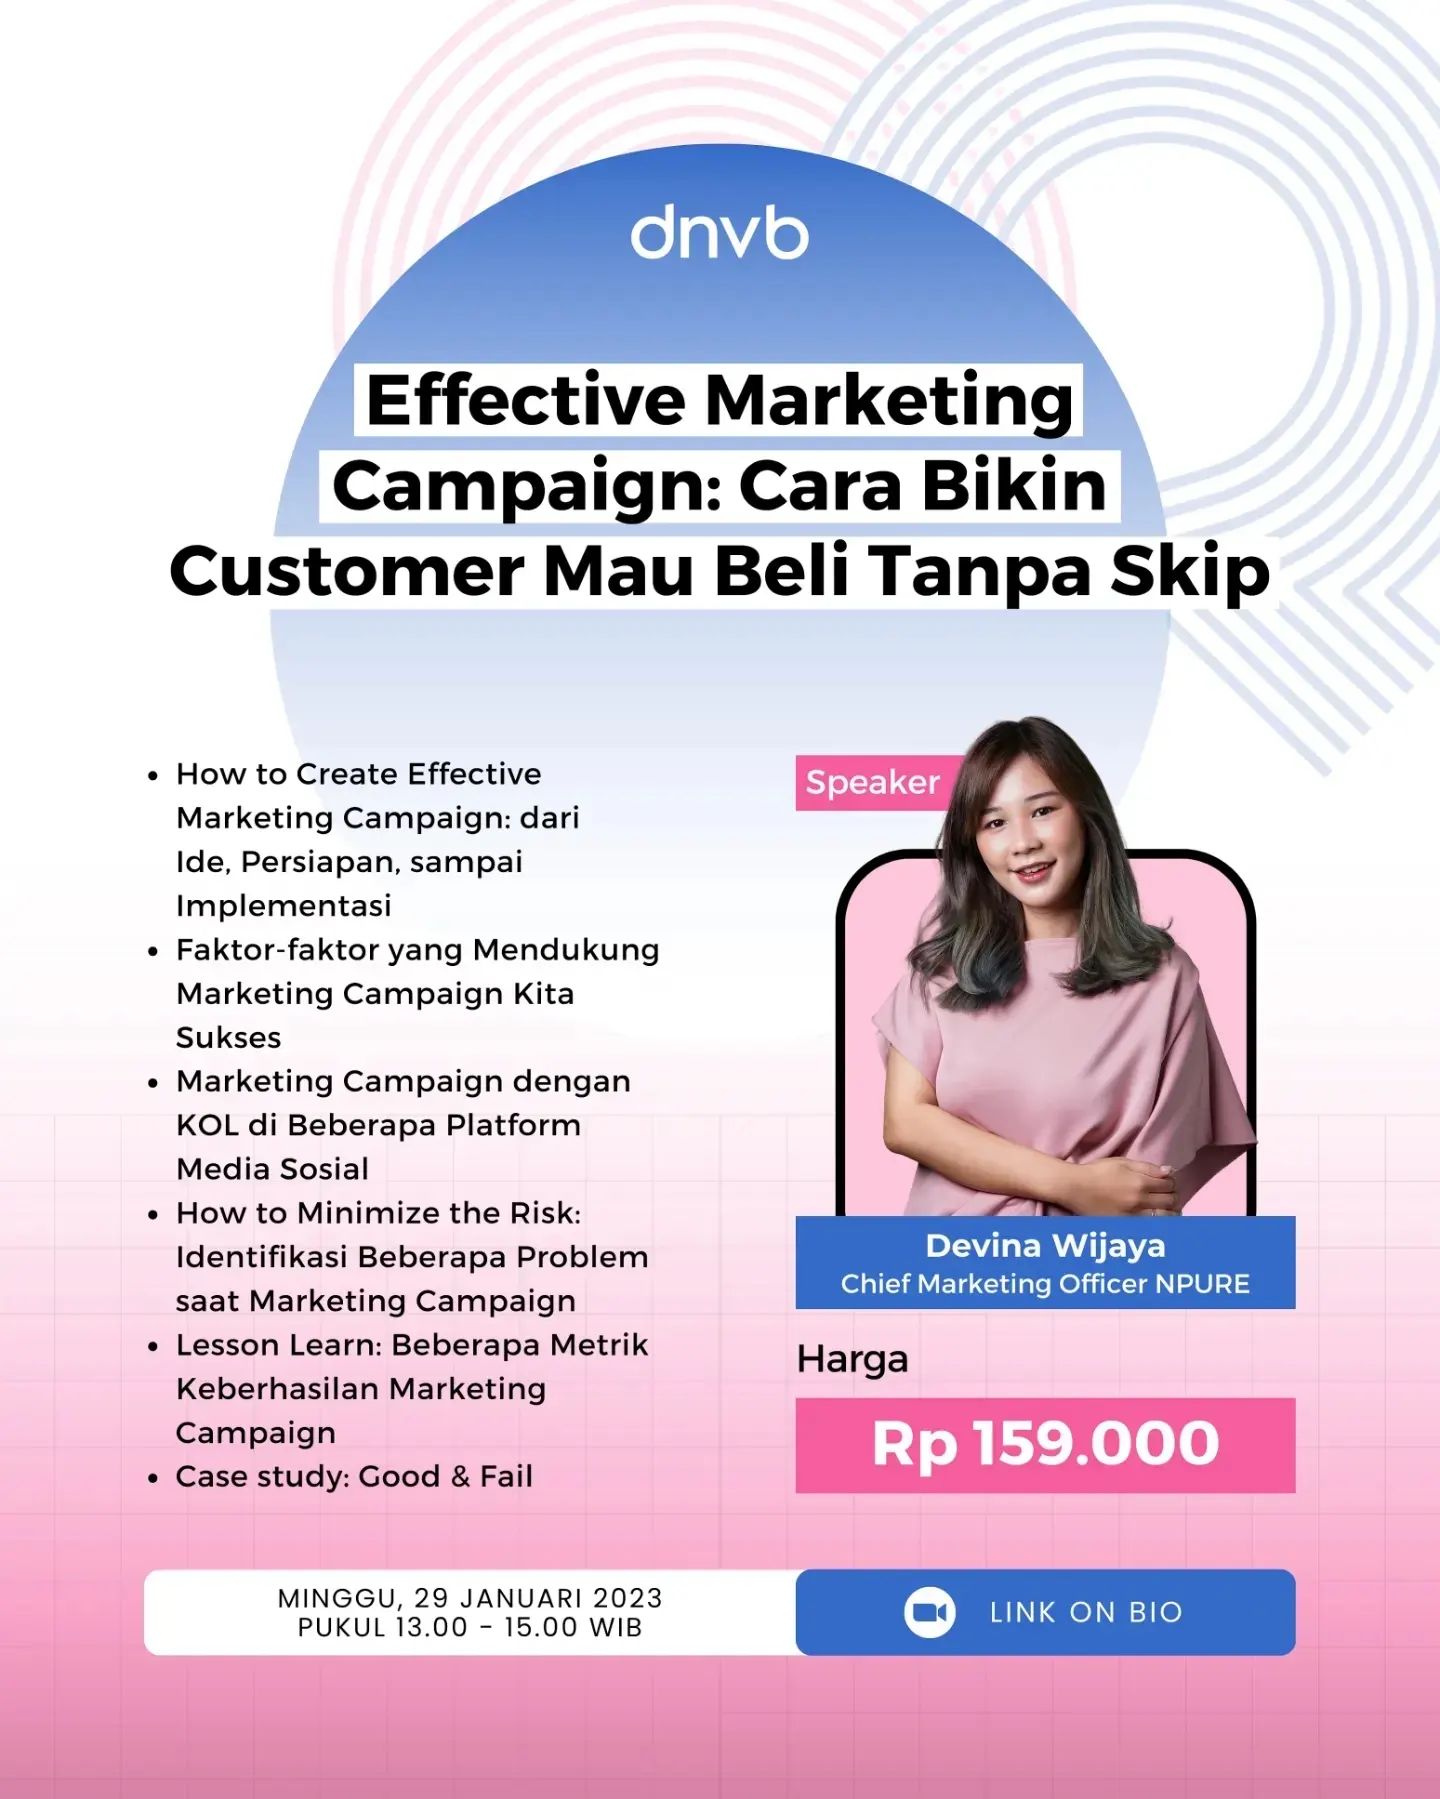 dnvb
Effective Marketing
Campaign: Cara Bikin
Customer Mau Beli Tanpa Skip
• How to Create Effective
Marketing Campaign: dari
Ide, Persiapan, sampai
Implementasi
• Faktor-faktor yang Mendukung
Marketing Campaign Kita
Sukses
• Marketing Campaign dengan
KOL di Beberapa Platform
Media Sosial
• How to Minimize the Risk:
Identifikasi Beberapa Problem
saat Marketing Campaign
• Lesson Learn: Beberapa Metrik
Keberhasilan Marketing
Campaign
• Case study: Good & Fail
Speaker
Devina Wijaya
Chief Marketing Officer NPURE
Harga
Rp 159.000
MINGGU, 29 JANUARI 2023
PUKUL 13.00 - 15.00 WIB
LINK ON BIO